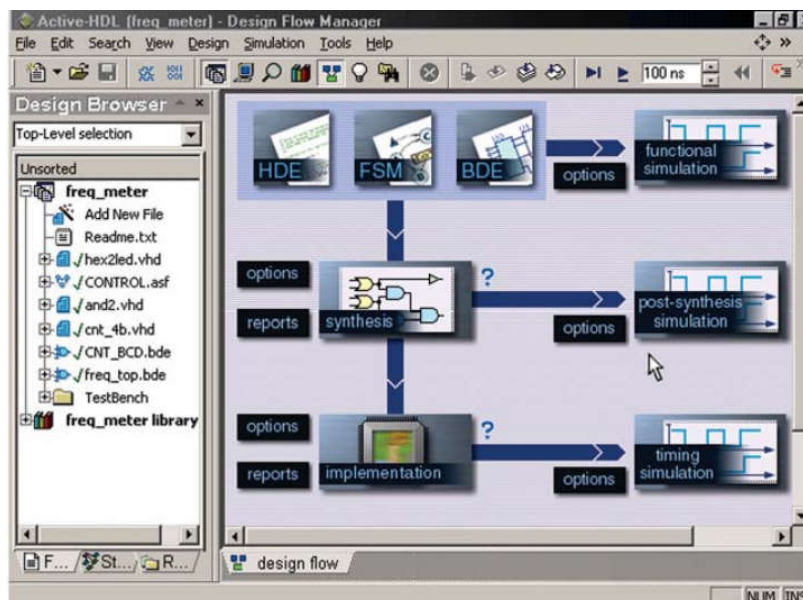 Active-HDL (freq_meter) - Design Flow Manager
File Edit Search View Design Simulation Tools Help
100 ns
Design Browser
Top-Level selection
Unsorted
freq_meter
Add New File
Readme.txt
hex2led.vhd
CONTROL.asf
and2.vhd
cnt_4b.vhd
CNT_BCD.bde
freq_top.bde
TestBench
freq_meter library
F... St... R...
HDE FSM BDE
options
functional
simulation
options
reports
synthesis
?
options
post-synthesis
simulation
options
reports
implementation
?
options
timing
simulation
design flow
NUM INS